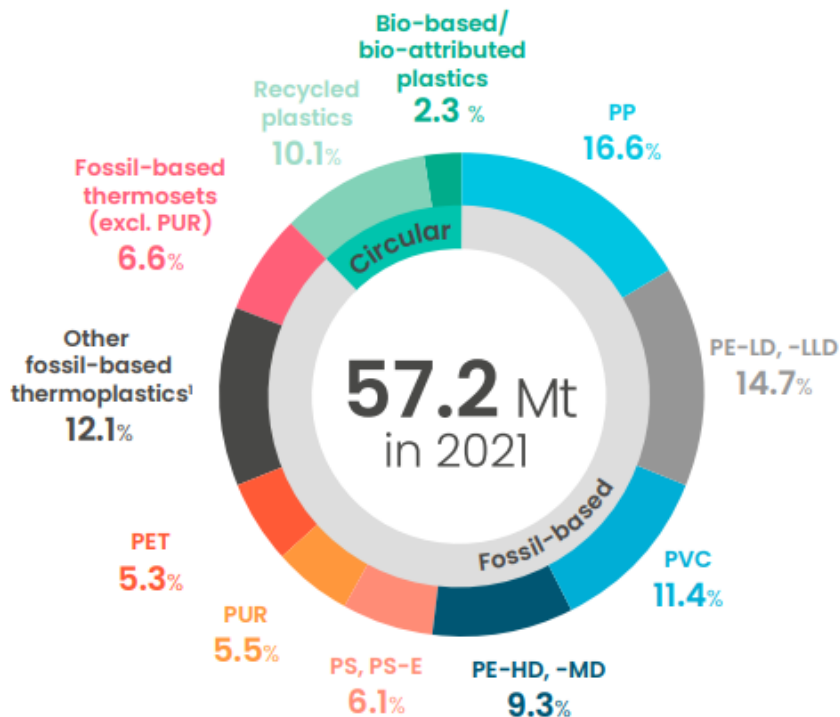 Bio-based/
bio-attributed
plastics
2.3 %
PP
16.6%
PE-LD, -LLD
14.7%
PVC
11.4%
PE-HD, -MD
9.3%
PS, PS-E
6.1%
PUR
5.5%
PET
5.3%
Other
fossil-based
thermoplastics¹
12.1%
Fossil-based
thermosets
(excl. PUR)
6.6%
Recycled
plastics
10.1%
Circular
57.2 Mt
in 2021
Fossil-based